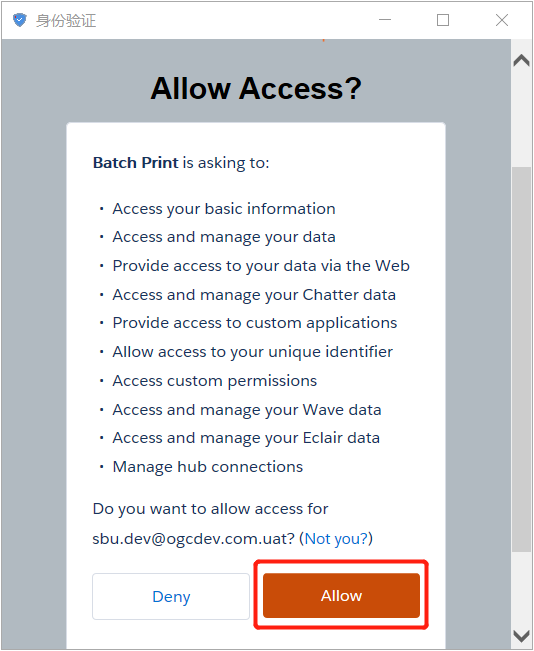 身份验证
Allow Access?
Batch Print is asking to:
• Access your basic information
• Access and manage your data
• Provide access to your data via the Web
• Access and manage your Chatter data
• Provide access to custom applications
• Allow access to your unique identifier
• Access custom permissions
• Access and manage your Wave data
• Access and manage your Eclair data
• Manage hub connections
Do you want to allow access for
sbu.dev@ogcdev.com.uat? (Not you?)
Deny
Allow